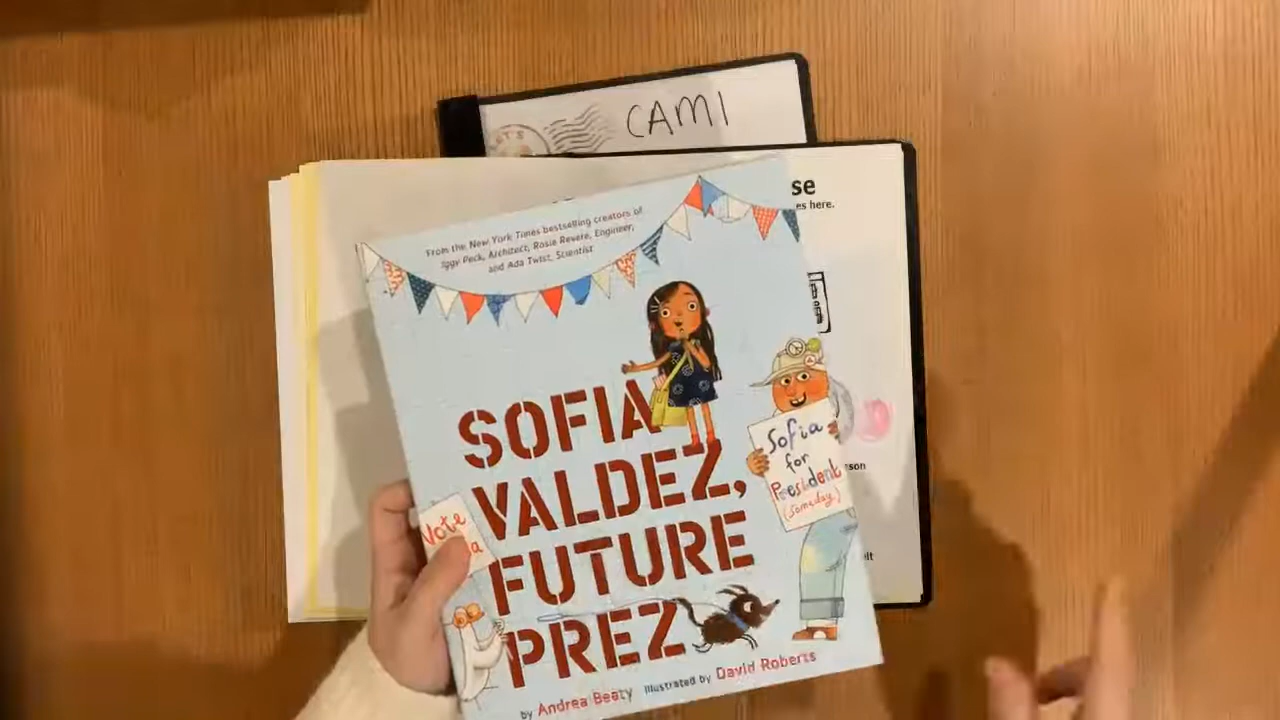 CAMI
se
es here.
From the New York Times bestselling creators of
Iggy Peck, Architect, Rosie Revere, Engineer,
and Ada Twist, Scientist
SOFIA
VALDEZ,
FUTURE
PREZ
Sofia
for
President
(Someday)
Vote
by Andrea Beaty illustrated by David Roberts